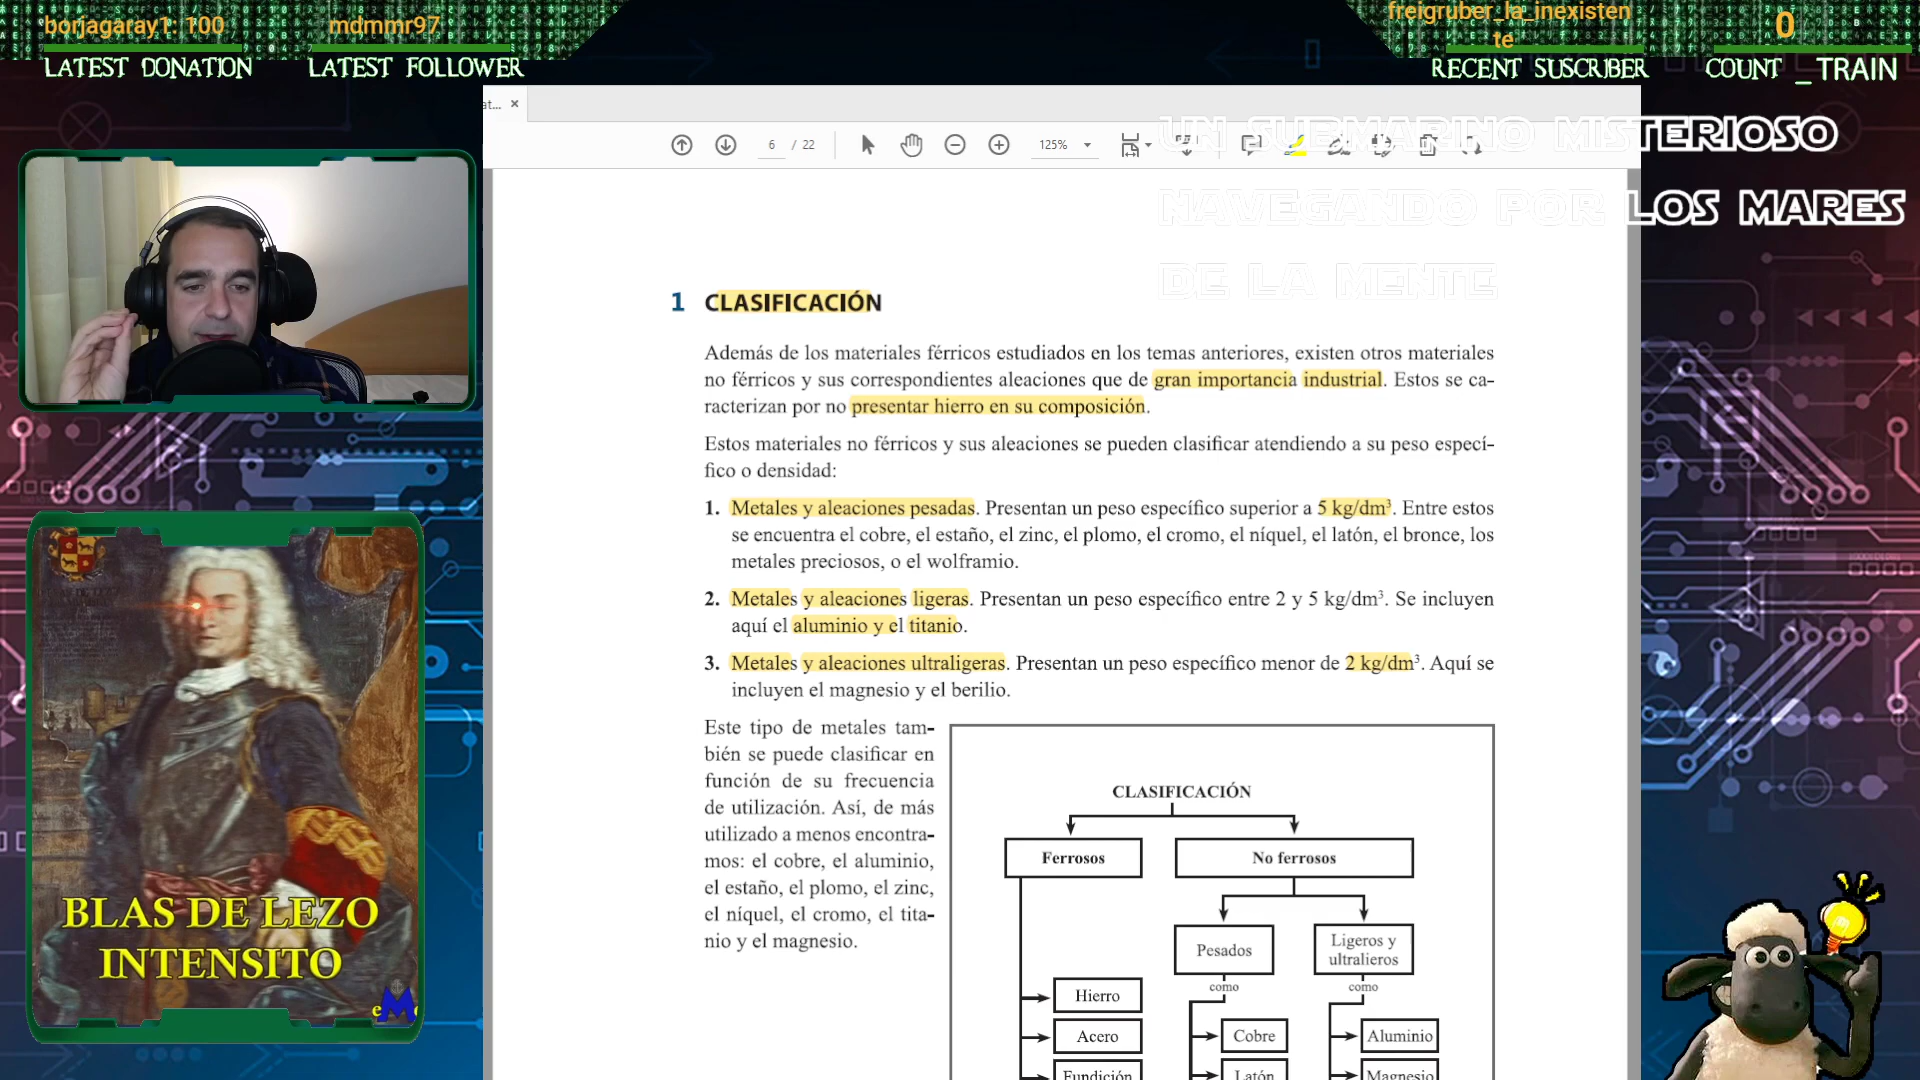 borjagaray1: 100
LATEST DONATION
mdmmr97
LATEST FOLLOWER
freigruber_la_inexisten
te
RECENT SUSCRIBER
0
COUNT _TRAIN
UN SUBMARINO MISTERIOSO
NAVEGANDO POR LOS MARES
DE LA MENTE
at... ×
6 / 22
125%
1 CLASIFICACIÓN
Además de los materiales férricos estudiados en los temas anteriores, existen otros materiales
no férricos y sus correspondientes aleaciones que de gran importancia industrial. Estos se ca-
racterizan por no presentar hierro en su composición.
Estos materiales no férricos y sus aleaciones se pueden clasificar atendiendo a su peso especí-
fico o densidad:
1. Metales y aleaciones pesadas. Presentan un peso específico superior a 5 kg/dm³. Entre estos
se encuentra el cobre, el estaño, el zinc, el plomo, el cromo, el níquel, el latón, el bronce, los
metales preciosos, o el wolframio.
2. Metales y aleaciones ligeras. Presentan un peso específico entre 2 y 5 kg/dm³. Se incluyen
aquí el aluminio y el titanio.
3. Metales y aleaciones ultraligeras. Presentan un peso específico menor de 2 kg/dm³. Aquí se
incluyen el magnesio y el berilio.
Este tipo de metales tam-
bién se puede clasificar en
función de su frecuencia
de utilización. Así, de más
utilizado a menos encontra-
mos: el cobre, el aluminio,
el estaño, el plomo, el zinc,
el níquel, el cromo, el tita-
nio y el magnesio.
CLASIFICACIÓN
Ferrosos
No ferrosos
Pesados
Ligeros y
ultralieros
como
como
Hierro
Acero
Fundición
Cobre
Latón
Aluminio
Magnesio
BLAS DE LEZO
INTENSITO